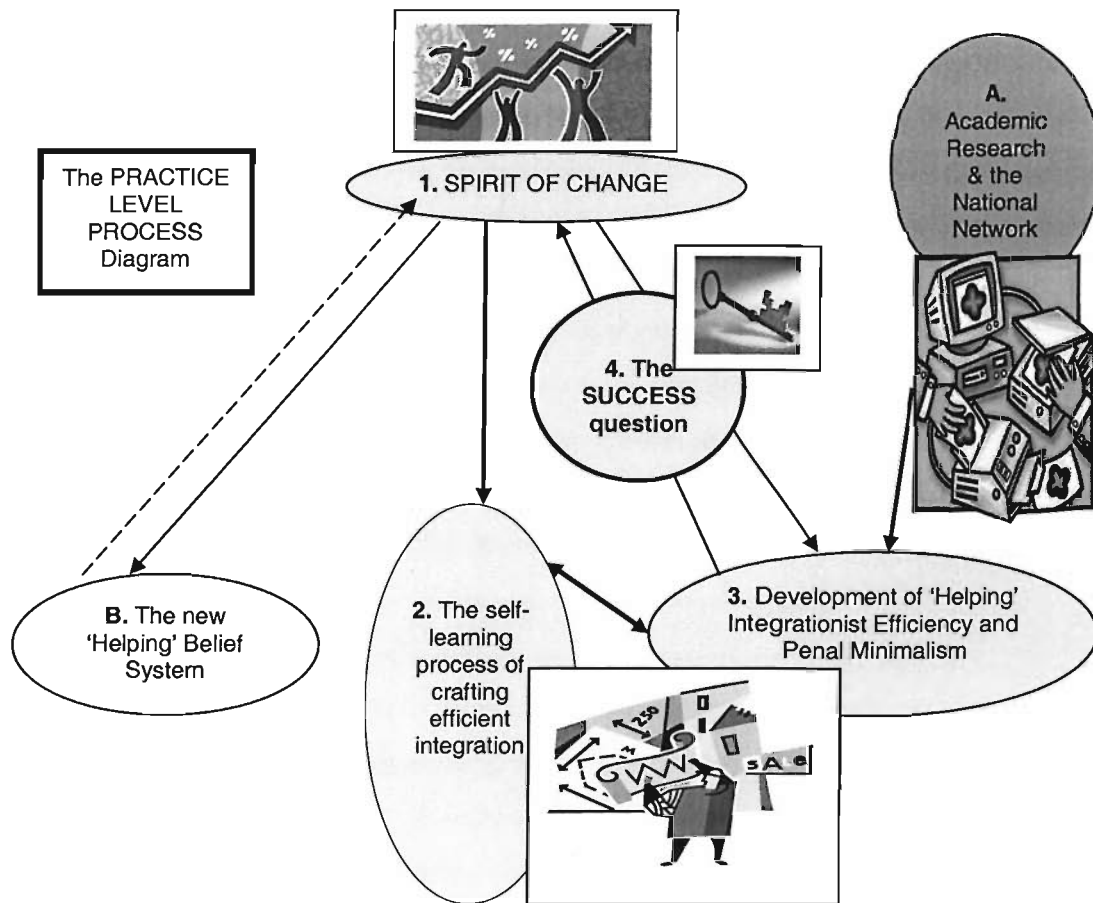 The PRACTICE
LEVEL
PROCESS
Diagram
% % % %
1. SPIRIT OF CHANGE
A.
Academic
Research
& the
National
Network
4. The
SUCCESS
question
B. The new
‘Helping’ Belief
System
2. The self-
learning
process of
crafting
efficient
integration
3. Development of ‘Helping’
Integrationist Efficiency and
Penal Minimalism
250
M
SALe